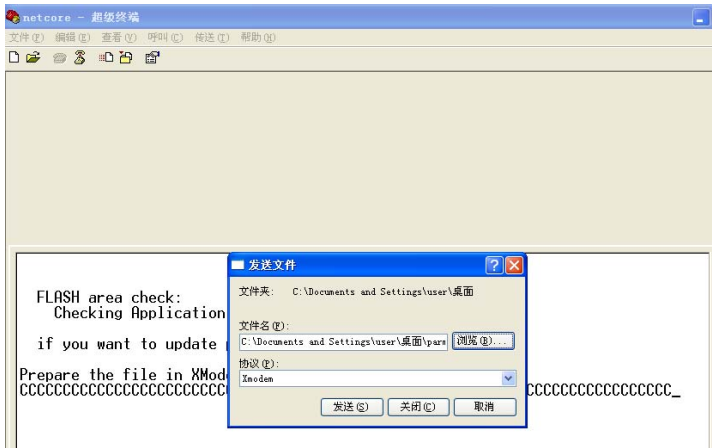 netcore - 超级终端
文件(F) 编辑(E) 查看(V) 呼叫(C) 传送(T) 帮助(H)
发送文件
文件夹: C:\Documents and Settings\user\桌面
文件名(F):
C:\Documents and Settings\user\桌面\para
浏览(B)...
协议(P):
Xmodem
发送(S) 关闭(C) 取消
FLASH area check:
Checking Application
if you want to update
Prepare the file in XMod
CCCCCCCCCCCCCCCCCCCCCCCC CCCCCCCCCCCCCCCCC_